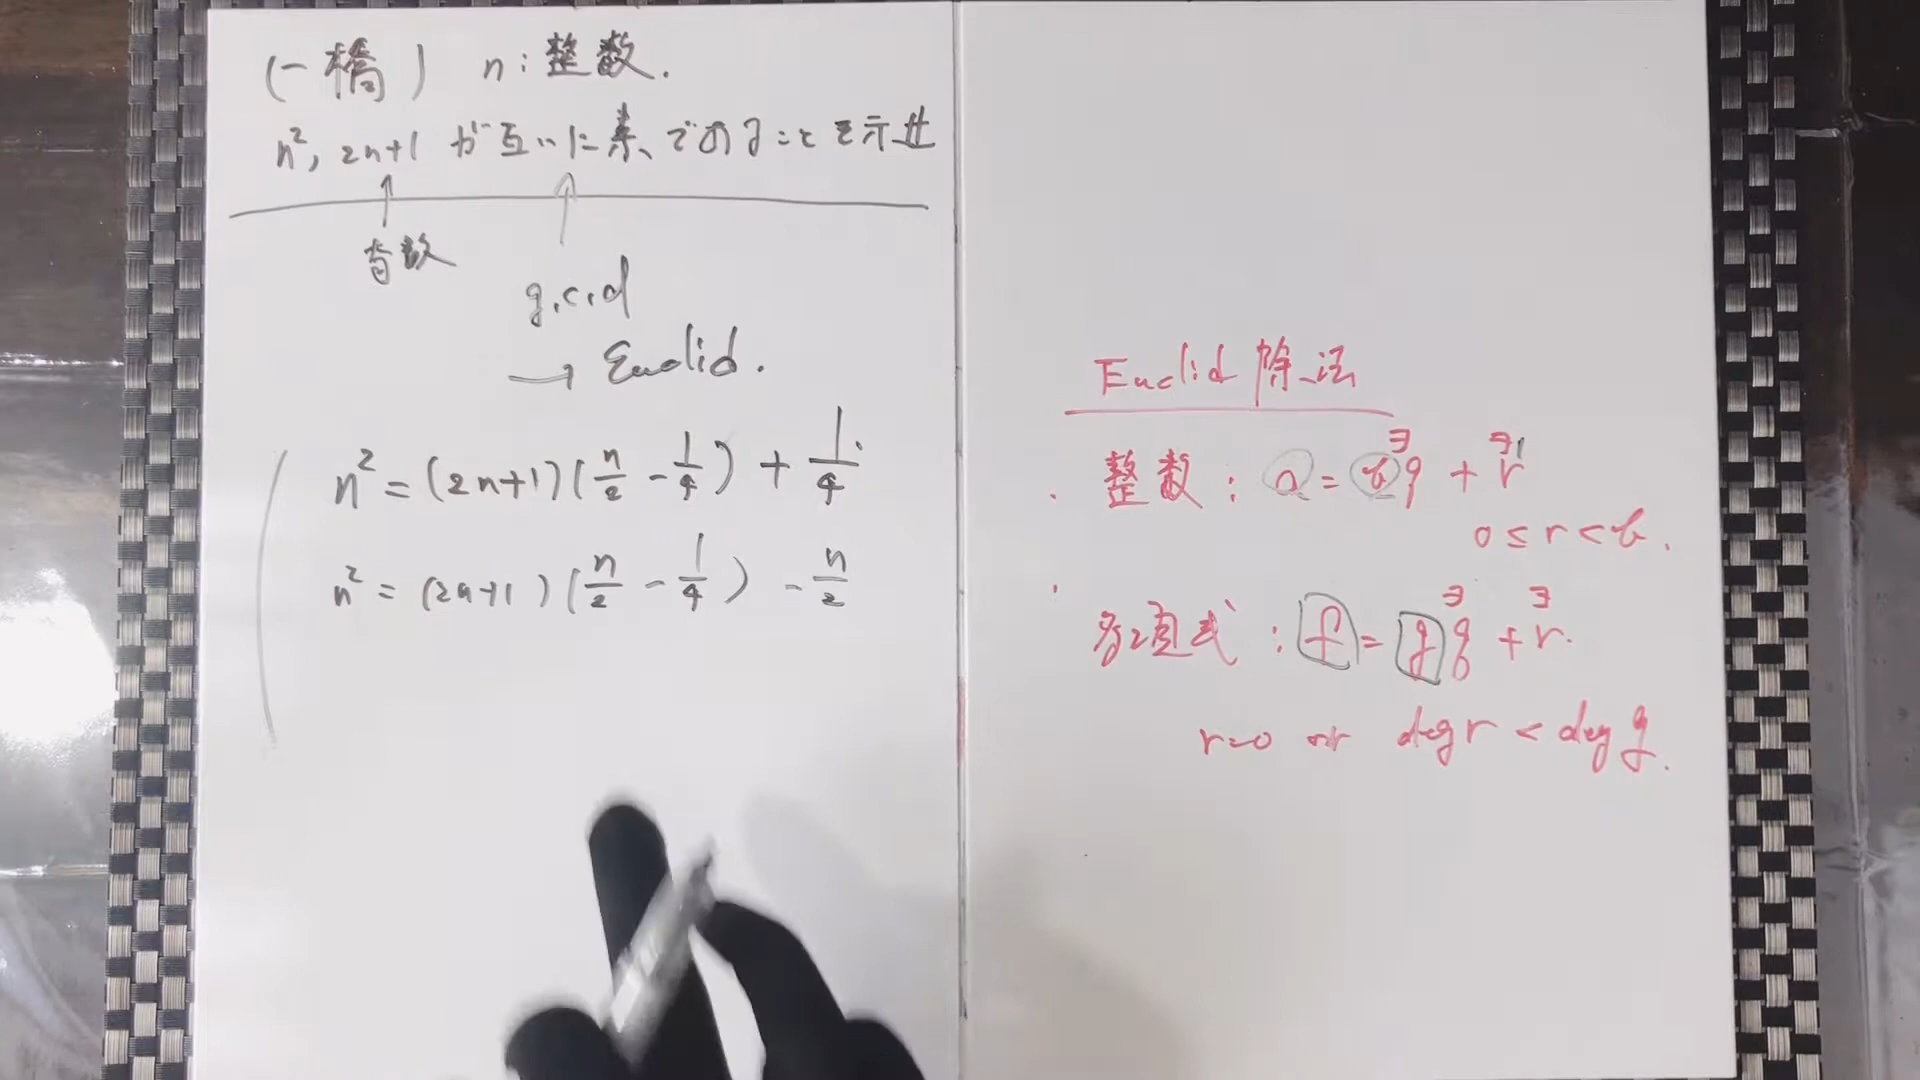 (一橋) n:整数.
n², 2n+1 が互いに素であることを示せ
奇数
g.c.d
→ Euclid.
n² = (2n+1)(n/2 - 1/4) + 1/4.
n² = (2n+1)(n/2 - 1/4) - n/2
Euclid 除法
・整数: a = b∃q + ∃1r
0 ≤ r < b.
・多項式: f = g∃q + ∃r.
r=0 or deg r < deg g.